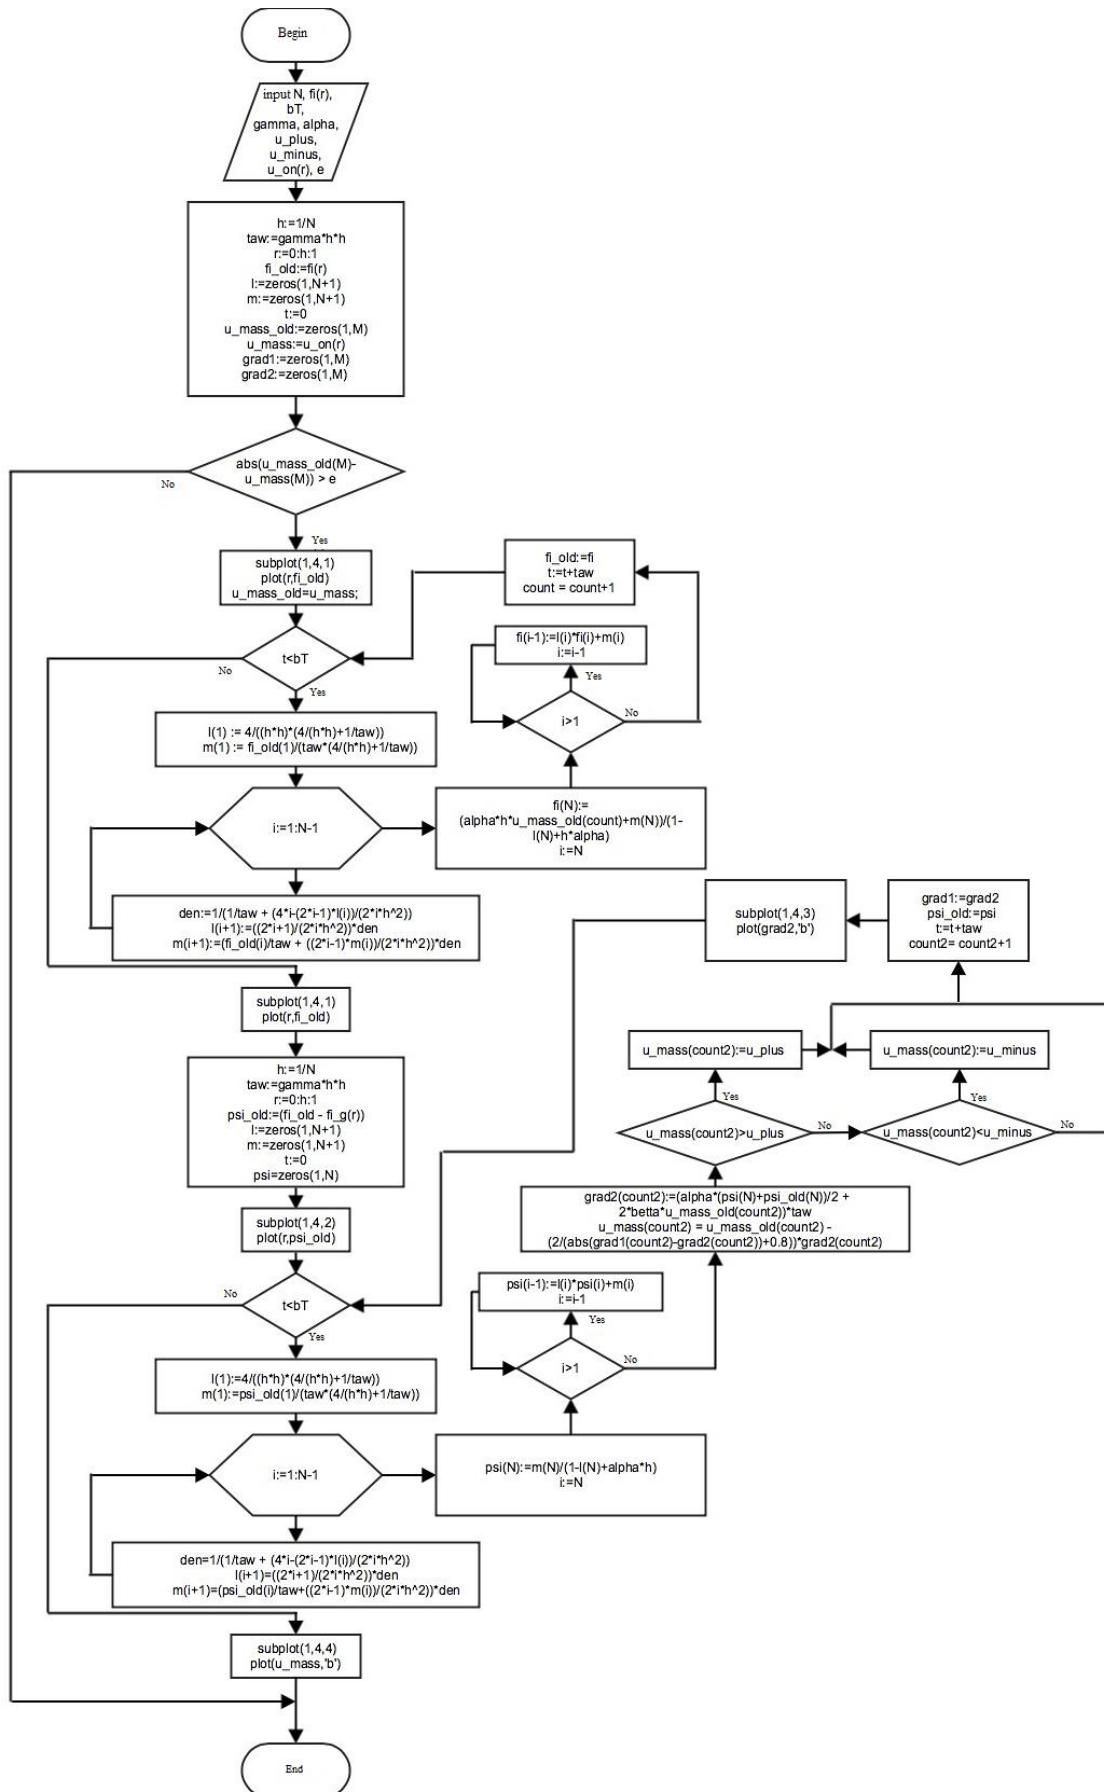 Begin
input N, fi(r),
bT,
gamma, alpha,
u_plus,
u_minus,
u_on(r), e
h:=1/N
taw:=gamma*h*h
r:=0:h:1
fi_old:=fi(r)
l:=zeros(1,N+1)
m:=zeros(1,N+1)
t:=0
u_mass_old:=zeros(1,M)
u_mass:=u_on(r)
grad1:=zeros(1,M)
grad2:=zeros(1,M)
abs(u_mass_old(M)-
u_mass(M)) > e
No
Yes
subplot(1,4,1)
plot(r,fi_old)
u_mass_old=u_mass;
t<bT
No
Yes
l(1) := 4/((h*h)*(4/(h*h)+1/taw))
m(1) := fi_old(1)/(taw*(4/(h*h)+1/taw))
i:=1:N-1
den:=1/(1/taw + (4*i-(2*i-1)*l(i))/(2*i*h^2))
l(i+1):=((2*i+1)/(2*i*h^2))*den
m(i+1):=(fi_old(i)/taw + ((2*i-1)*m(i))/(2*i*h^2))*den
fi(N):=
(alpha*h*u_mass_old(count)+m(N))/(1-
l(N)+h*alpha)
i:=N
i>1
No
Yes
fi(i-1):=l(i)*fi(i)+m(i)
i:=i-1
fi_old:=fi
t:=t+taw
count = count+1
subplot(1,4,1)
plot(r,fi_old)
h:=1/N
taw:=gamma*h*h
r:=0:h:1
psi_old:=(fi_old - fi_g(r))
l:=zeros(1,N+1)
m:=zeros(1,N+1)
t:=0
psi=zeros(1,N)
subplot(1,4,2)
plot(r,psi_old)
t<bT
No
Yes
l(1):=4/((h*h)*(4/(h*h)+1/taw))
m(1):=psi_old(1)/(taw*(4/(h*h)+1/taw))
i:=1:N-1
den=1/(1/taw + (4*i-(2*i-1)*l(i))/(2*i*h^2))
l(i+1)=((2*i+1)/(2*i*h^2))*den
m(i+1)=(psi_old(i)/taw+((2*i-1)*m(i))/(2*i*h^2))*den
psi(N):=m(N)/(1-l(N)+alpha*h)
i:=N
i>1
No
Yes
psi(i-1):=l(i)*psi(i)+m(i)
i:=i-1
grad2(count2):=(alpha*(psi(N)+psi_old(N))/2 +
2*betta*u_mass_old(count2))*taw
u_mass(count2) = u_mass_old(count2) -
(2/(abs(grad1(count2)-grad2(count2))+0.8))*grad2(count2)
u_mass(count2)>u_plus
Yes
No
u_mass(count2):=u_plus
u_mass(count2)<u_minus
Yes
No
u_mass(count2):=u_minus
grad1:=grad2
psi_old:=psi
t:=t+taw
count2= count2+1
subplot(1,4,3)
plot(grad2,'b')
subplot(1,4,4)
plot(u_mass,'b')
End